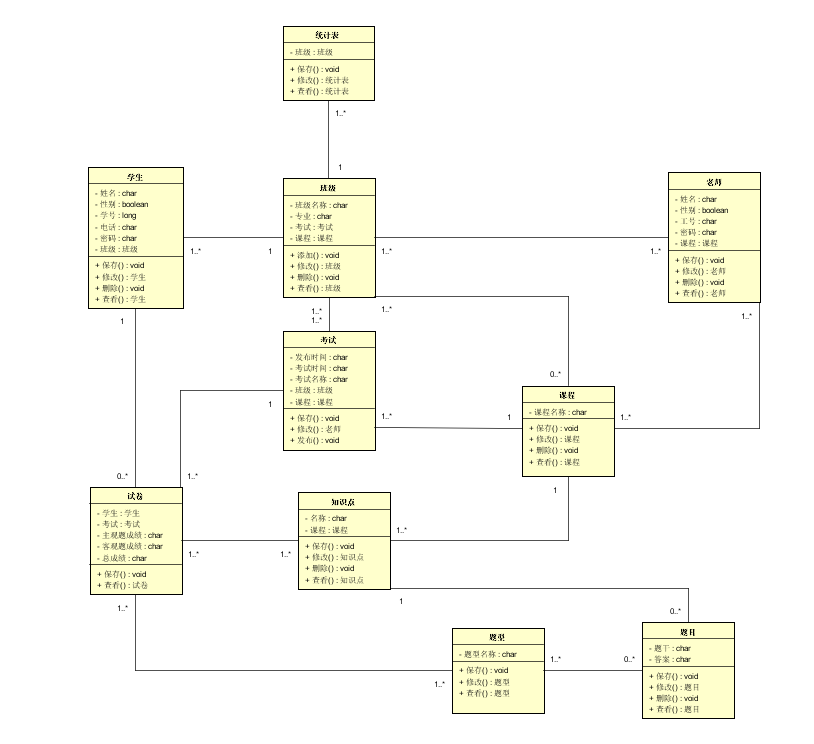 统计表
- 班级 : 班级
+ 保存() : void
+ 修改() : 统计表
+ 查看() : 统计表
1..*
1
学生
- 姓名 : char
- 性别 : boolean
- 学号 : long
- 电话 : char
- 密码 : char
- 班级 : 班级
+ 保存() : void
+ 修改() : 学生
+ 删除() : void
+ 查看() : 学生
1..*
1
班级
- 班级名称 : char
- 专业 : char
- 考试 : 考试
- 课程 : 课程
+ 添加() : void
+ 修改() : 班级
+ 删除() : void
+ 查看() : 班级
1..*
1..*
老师
- 姓名 : char
- 性别 : boolean
- 工号 : char
- 密码 : char
- 课程 : 课程
+ 保存() : void
+ 修改() : 老师
+ 删除() : void
+ 查看() : 老师
1..*
1
1..*
1..*
1..*
0..*
考试
- 发布时间 : char
- 考试时间 : char
- 考试名称 : char
- 班级 : 班级
- 课程 : 课程
+ 保存() : void
+ 修改() : 老师
+ 发布() : void
1
1..*
1
课程
- 课程名称 : char
+ 保存() : void
+ 修改() : 课程
+ 删除() : void
+ 查看() : 课程
1..*
1
0..*
1..*
试卷
- 学生 : 学生
- 考试 : 考试
- 主观题成绩 : char
- 客观题成绩 : char
- 总成绩 : char
+ 保存() : void
+ 查看() : 试卷
1..*
1..*
知识点
- 名称 : char
- 课程 : 课程
+ 保存() : void
+ 修改() : 知识点
+ 删除() : void
+ 查看() : 知识点
1..*
1
0..*
1..*
1..*
题型
- 题型名称 : char
+ 保存() : void
+ 修改() : 题型
+ 查看() : 题型
1..*
0..*
题目
- 题干 : char
- 答案 : char
+ 保存() : void
+ 修改() : 题目
+ 删除() : void
+ 查看() : 题目